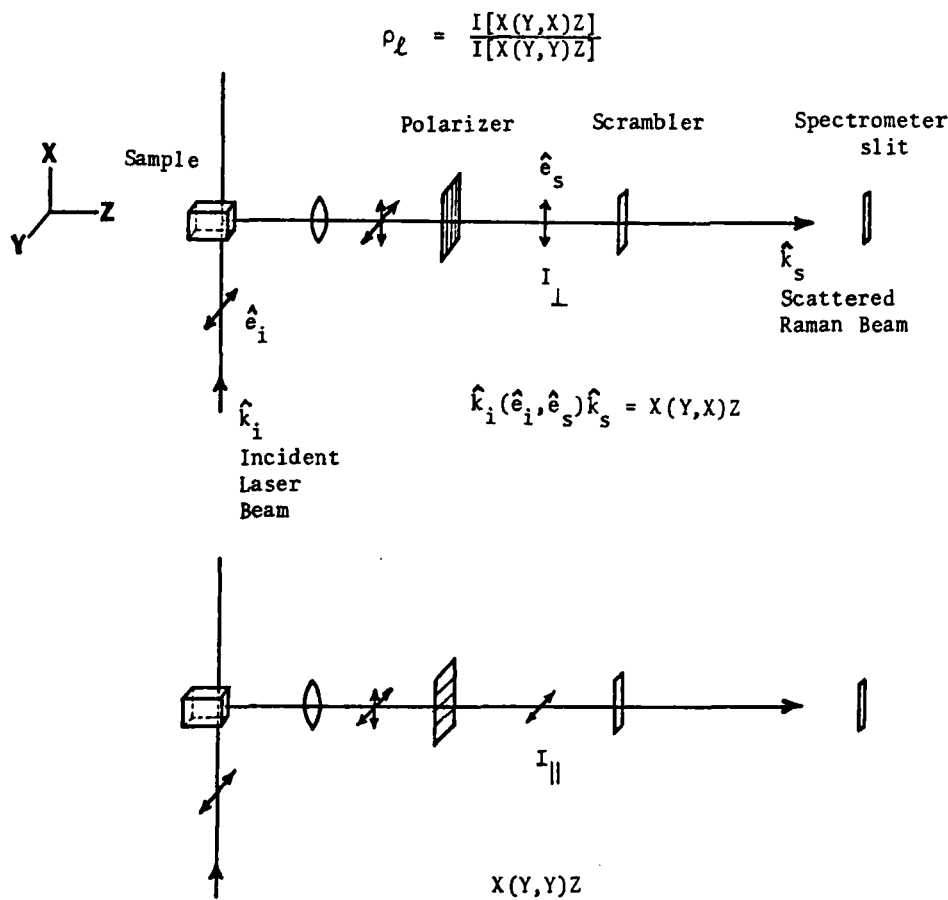 ρℓ = I[X(Y,X)Z] / I[X(Y,Y)Z]
Polarizer
Scrambler
Spectrometer
slit
Sample
X
Y
Z
ê_s
I_⊥
k̂_s
Scattered
Raman Beam
ê_i
k̂_i
Incident
Laser
Beam
k̂_i(ê_i,ê_s)k̂_s = X(Y,X)Z
I_||
X(Y,Y)Z